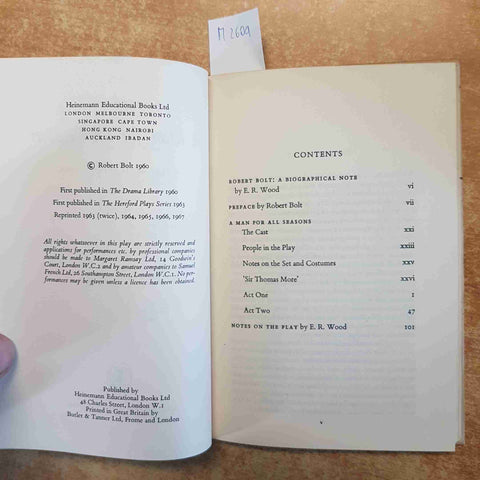 M 2609
Heinemann Educational Books Ltd
LONDON MELBOURNE TORONTO
SINGAPORE CAPE TOWN
HONG KONG NAIROBI
AUCKLAND IBADAN
© Robert Bolt 1960
First published in The Drama Library 1960
First published in The Hereford Plays Series 1963
Reprinted 1963 (twice), 1964, 1965, 1966, 1967
All rights whatsoever in this play are strictly reserved and
applications for performances etc. by professional companies
should be made to Margaret Ramsay Ltd, 14 Goodwin's
Court, London W.C.2 and by amateur companies to Samuel
French Ltd, 26 Southampton Street, London W.C.2. No per-
formances may be given unless a licence has been obtained.
Published by
Heinemann Educational Books Ltd
48 Charles Street, London W.1
Printed in Great Britain by
Butler & Tanner Ltd, Frome and London
CONTENTS
ROBERT BOLT: A BIOGRAPHICAL NOTE
by E. R. Wood vi
PREFACE by Robert Bolt vii
A MAN FOR ALL SEASONS
The Cast xxi
People in the Play xxiii
Notes on the Set and Costumes xxv
'Sir Thomas More' xxvi
Act One 1
Act Two 47
NOTES ON THE PLAY by E. R. Wood 101
v